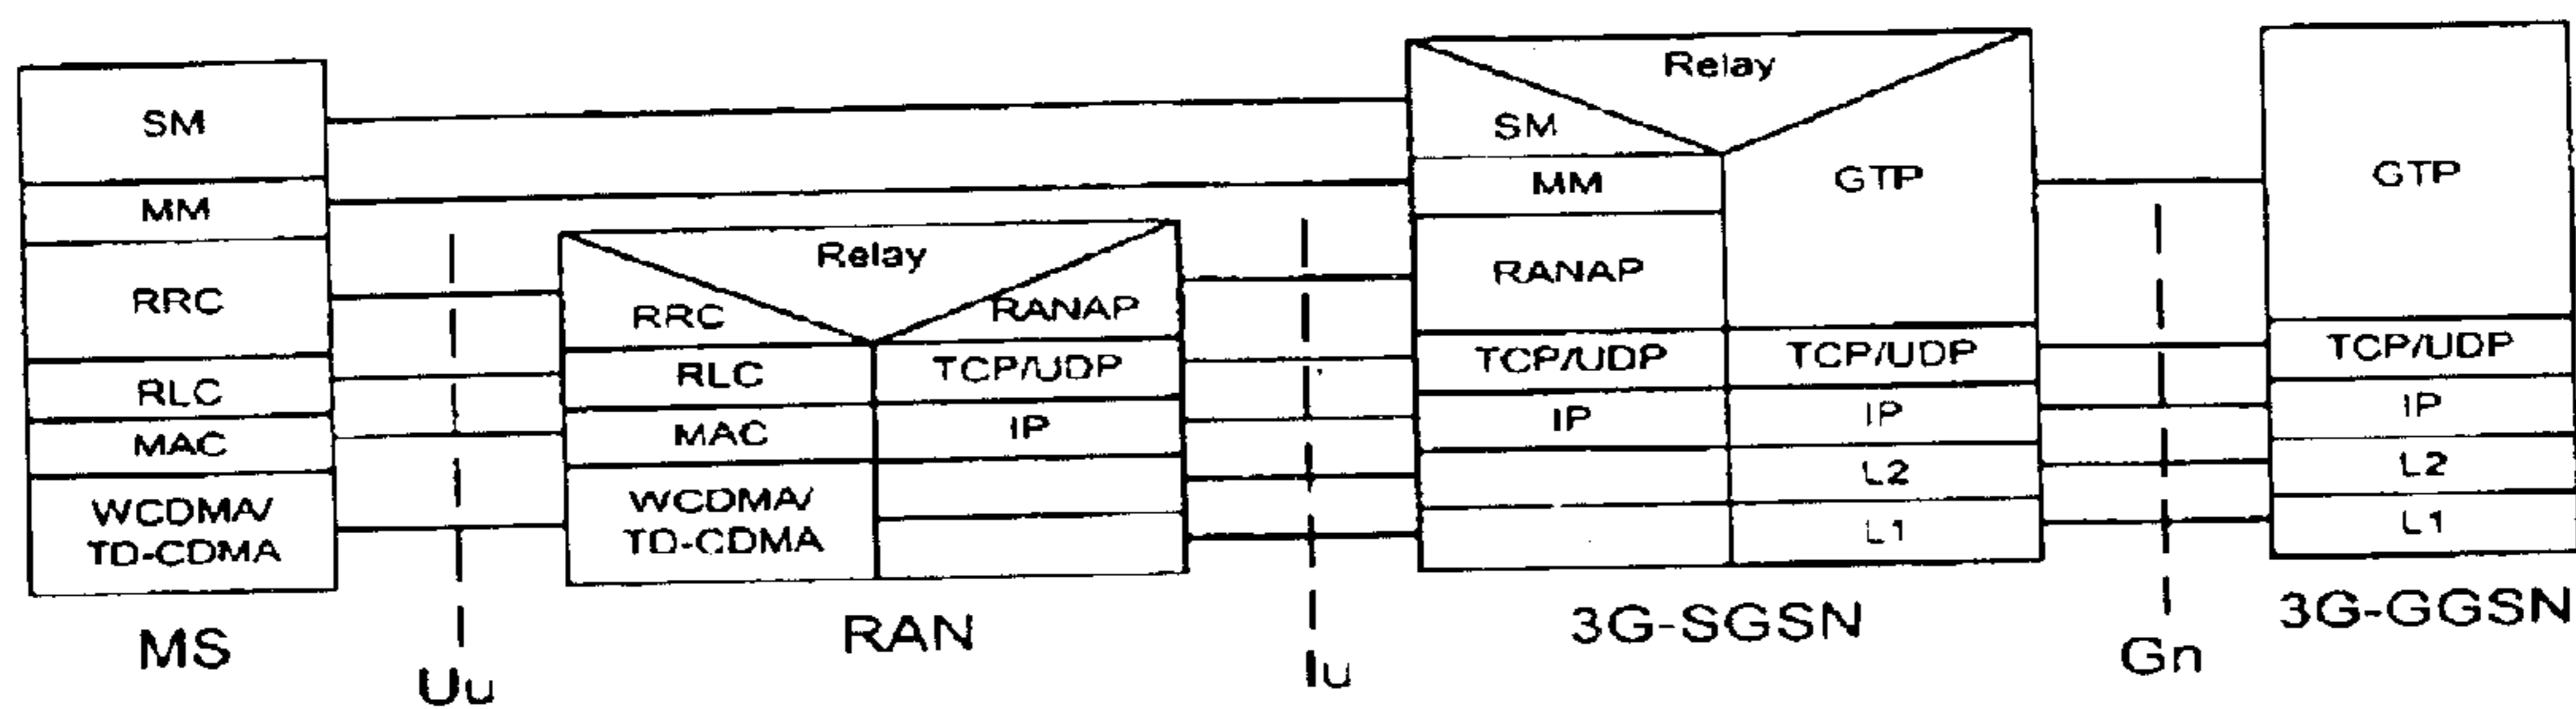 SM
MM
RRC
RLC
MAC
WCDMA/
TD-CDMA
MS
Uu
Relay
RRC
RANAP
RLC
TCP/UDP
MAC
IP
WCDMA/
TD-CDMA
RAN
Iu
Relay
SM
MM
GTP
RANAP
TCP/UDP
TCP/UDP
IP
IP
L2
L1
3G-SGSN
Gn
GTP
TCP/UDP
IP
L2
L1
3G-GGSN